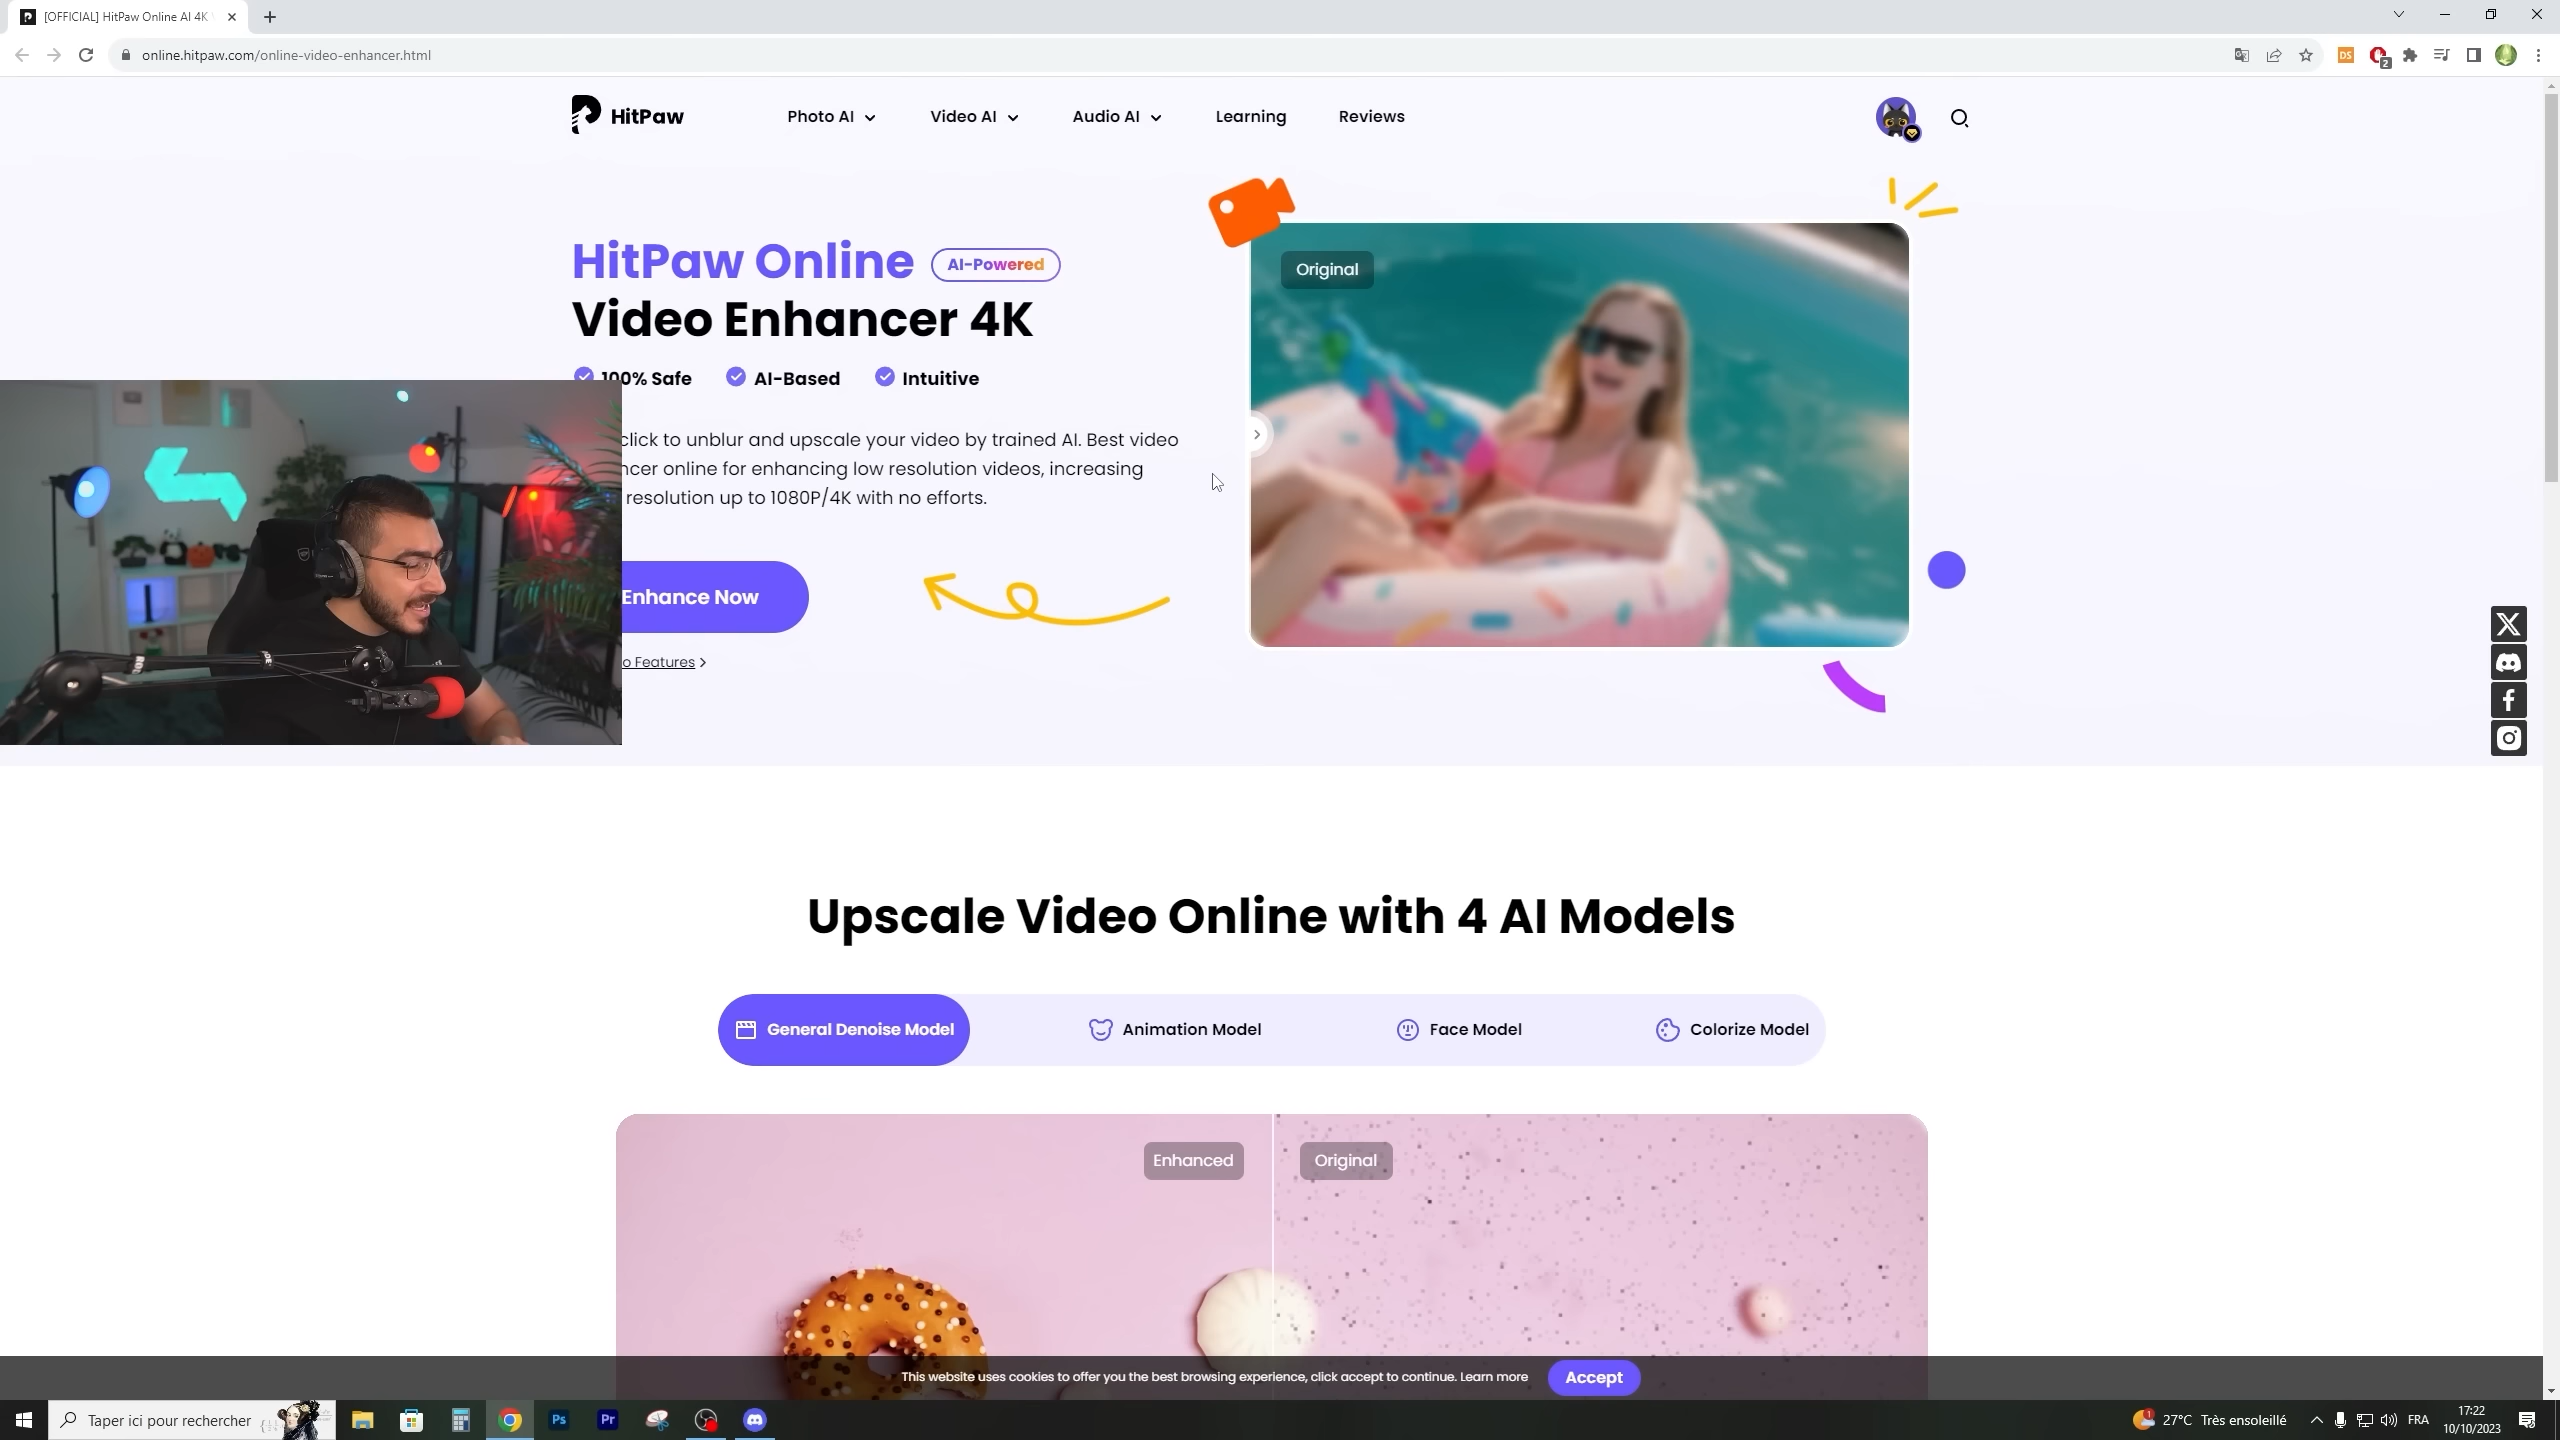 [OFFICIAL] HitPaw Online AI 4K
online.hitpaw.com/online-video-enhancer.html
DS
2
HitPaw
Photo AI
Video AI
Audio AI
Learning
Reviews
HitPaw Online
AI-Powered
Video Enhancer 4K
100% Safe
AI-Based
Intuitive
click to unblur and upscale your video by trained AI. Best video
ncer online for enhancing low resolution videos, increasing
resolution up to 1080P/4K with no efforts.
Enhance Now
o Features
Original
Upscale Video Online with 4 AI Models
General Denoise Model
Animation Model
Face Model
Colorize Model
Enhanced
Original
This website uses cookies to offer you the best browsing experience, click accept to continue. Learn more
Accept
Taper ici pour rechercher
Ps
Pr
1
27°C Très ensoleillé
FRA
17:22
10/10/2023